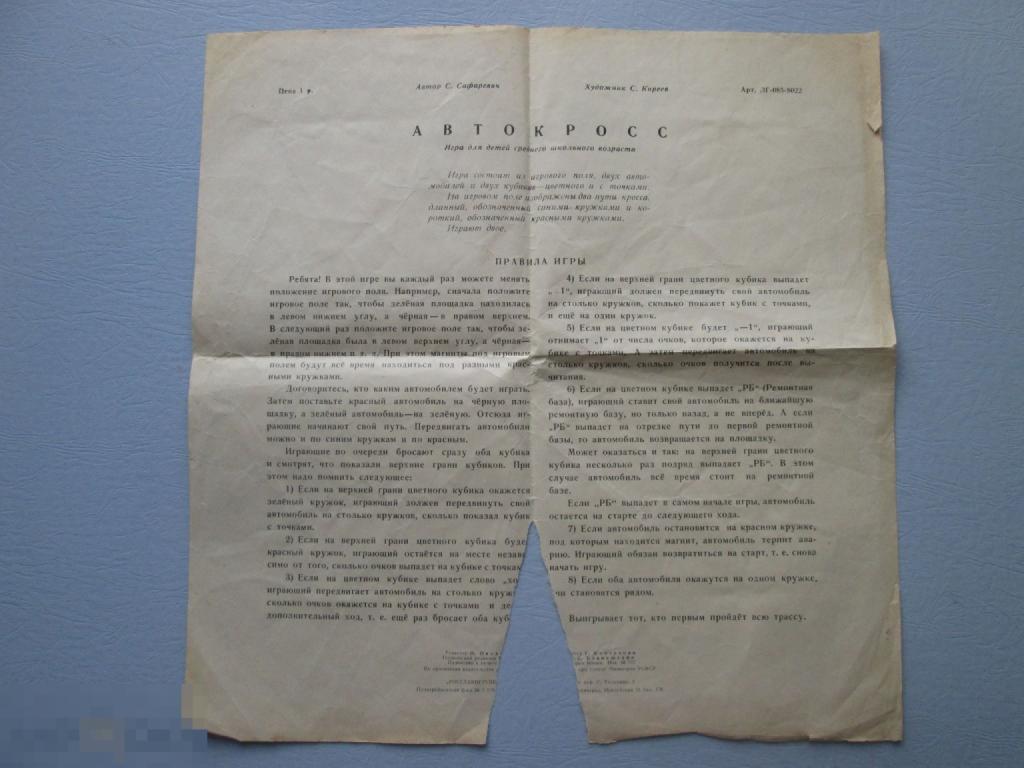 Цена 1 р.
Автор С. Сафаревич
Художник С. Киреев
Арт. ЛГ-085-8022
АВТОКРОСС
Игра для детей среднего школьного возраста
Игра состоит из игрового поля, двух авто-
мобилей и двух кубиков—цветного и с точками.
На игровом поле изображены два пути кросса,
длинный, обозначенный синими кружками и ко-
роткий, обозначенный красными кружками.
Играют двое.
ПРАВИЛА ИГРЫ
Ребята! В этой игре вы каждый раз можете менять
положение игрового поля. Например, сначала положите
игровое поле так, чтобы зелёная площадка находилась
в левом нижнем углу, а чёрная—в правом верхнем.
В следующий раз положите игровое поле так, чтобы зе-
лёная площадка была в левом верхнем углу, а чёрная—
в правом нижнем и т. д. При этом магниты под игровым
полем будут всё время находиться под разными крас-
ными кружками.
Договоритесь, кто каким автомобилем будет играть.
Затем поставьте красный автомобиль на чёрную пло-
щадку, а зелёный автомобиль—на зелёную. Отсюда иг-
рающие начинают свой путь. Передвигать автомобили
можно и по синим кружкам и по красным.
Играющие по очереди бросают сразу оба кубика
и смотрят, что показали верхние грани кубиков. При
этом надо помнить следующее:
1) Если на верхней грани цветного кубика окажется
зелёный кружок, играющий должен передвинуть свой
автомобиль на столько кружков, сколько показал кубик
с точками.
2) Если на верхней грани цветного кубика буде
красный кружок, играющий остаётся на месте незави
симо от того, сколько очков выпадет на кубике с точкам
3) Если на цветном кубике выпадет слово „хо
играющий передвигает автомобиль на столько круж
сколько очков окажется на кубике с точками и де
дополнительный ход, т. е. ещё раз бросает оба куб
4) Если на верхней грани цветного кубика выпадет
„ 1“, играющий должен передвинуть свой автомобиль
на столько кружков, сколько покажет кубик с точками,
и ещё на один кружок.
5) Если на цветном кубике будет „—1“, играющий
отнимает „1“ от числа очков, которое окажется на ку-
бике с точками. А затем передвигает автомобиль на
столько кружков, сколько очков получится после вы-
читания.
6) Если на цветном кубике выпадет „РБ“ (Ремонтная
база), играющий ставит свой автомобиль на ближайшую
ремонтную базу, но только назад, а не вперёд. А если
„РБ“ выпадет на отрезке пути до первой ремонтной
базы, то автомобиль возвращается на площадку.
Может оказаться и так: на верхней грани цветного
кубика несколько раз подряд выпадает „РБ“. В этом
случае автомобиль всё время стоит на ремонтной
базе.
Если „РБ“ выпадет в самом начале игры, автомобиль
остается на старте до следующего хода.
7) Если автомобиль остановится на красном кружке,
под которым находится магнит, автомобиль терпит ава-
рию. Играющий обязан возвратиться на старт, т. е. снова
начать игру.
8) Если оба автомобиля окажутся на одном кружке,
они становятся рядом.
Выигрывает тот, кто первым пройдёт всю трассу.
Редактор